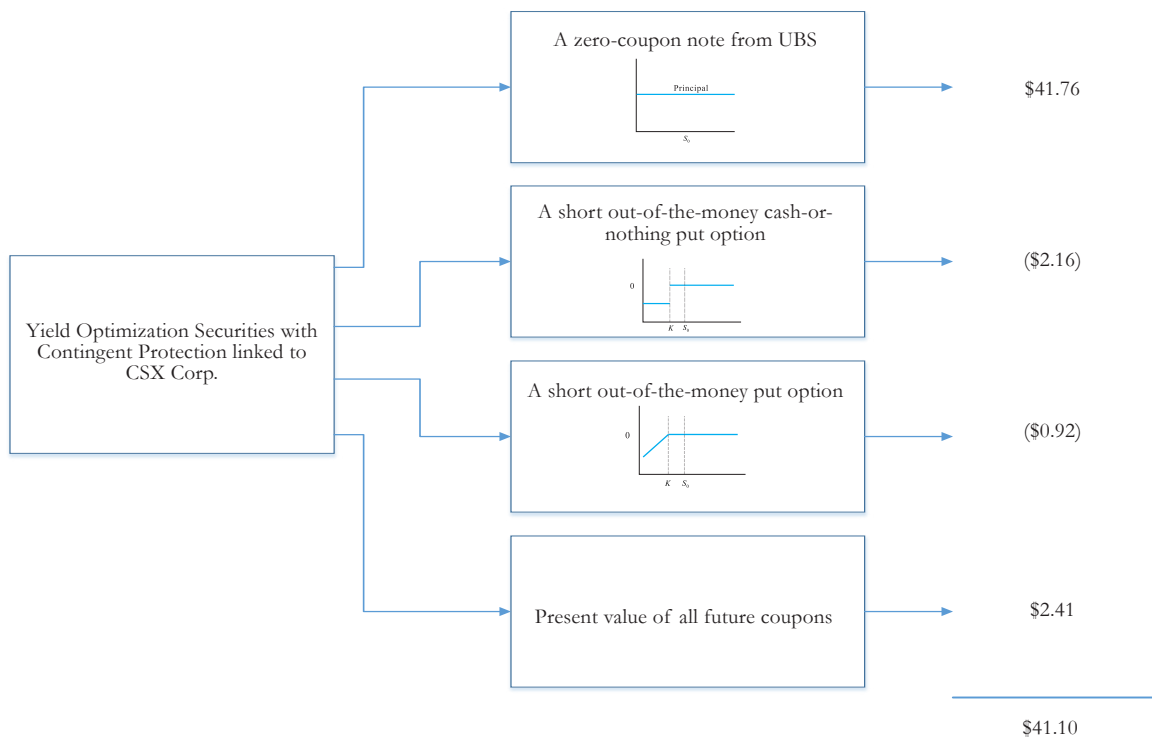 A zero-coupon note from UBS
Principal
S₀
$41.76
A short out-of-the-money cash-or-
nothing put option
0
K
S₀
($2.16)
Yield Optimization Securities with
Contingent Protection linked to
CSX Corp.
A short out-of-the-money put option
0
K
S₀
($0.92)
Present value of all future coupons
$2.41
$41.10